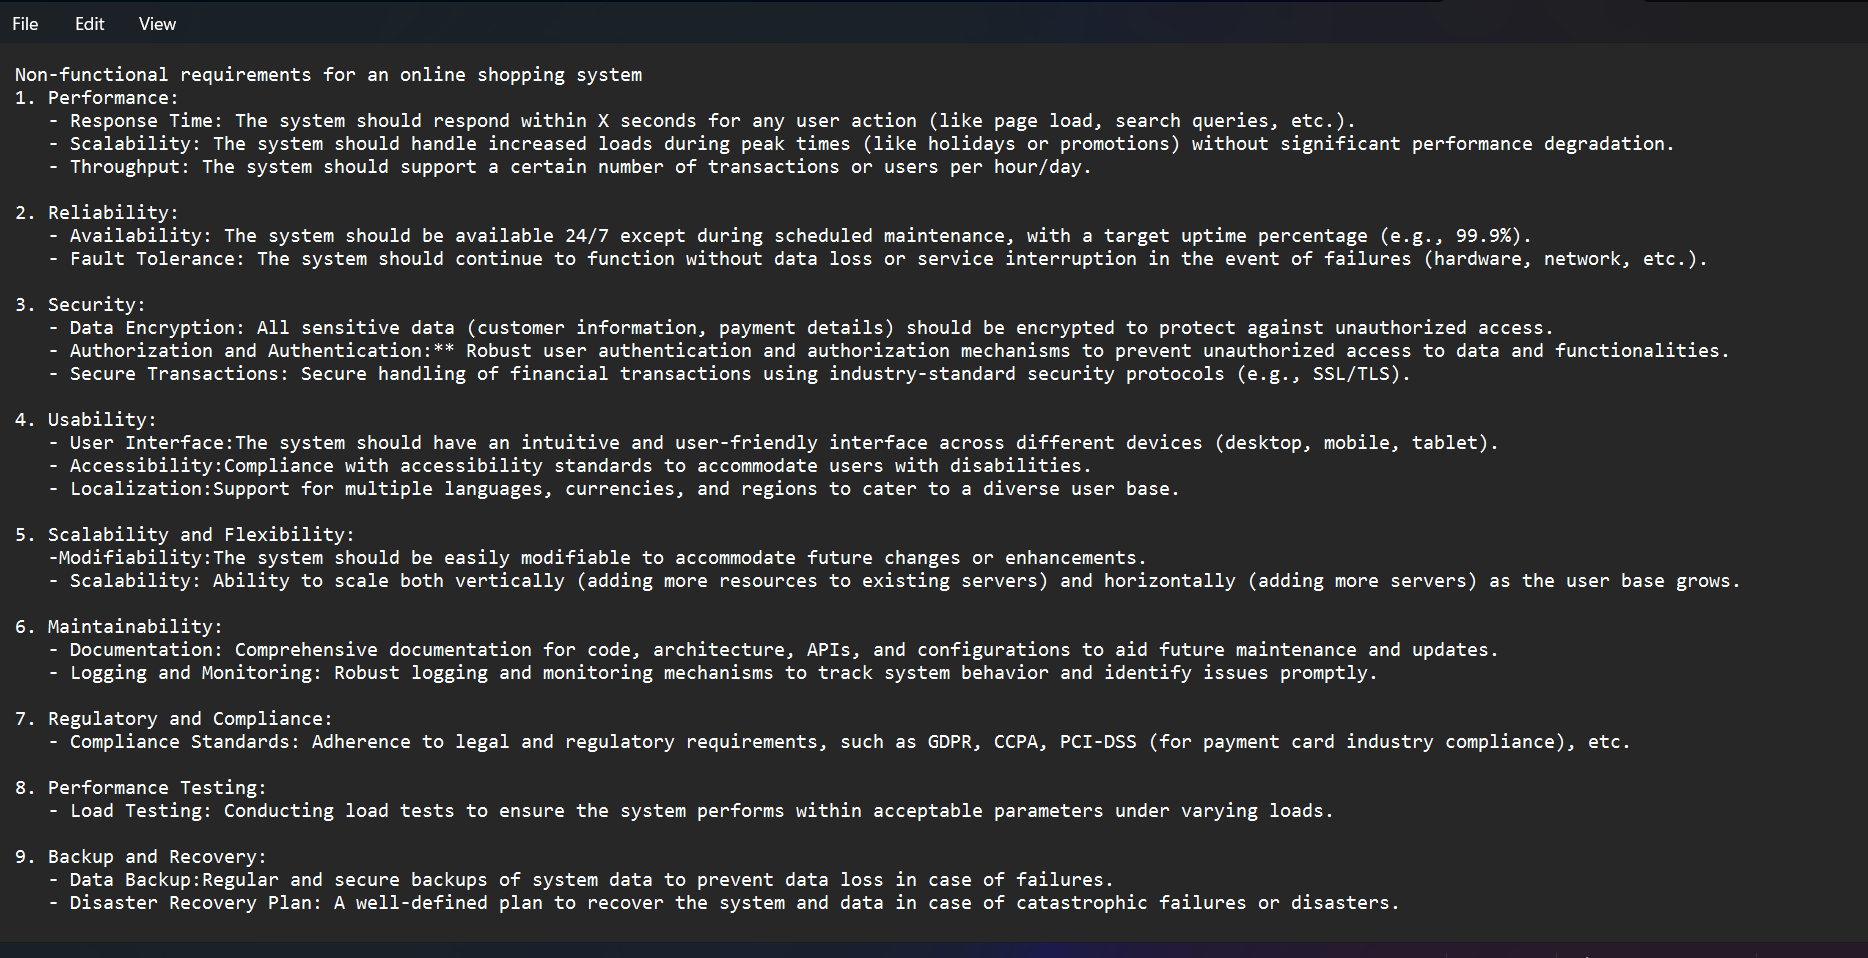 File Edit View
Non-functional requirements for an online shopping system
1. Performance:
- Response Time: The system should respond within X seconds for any user action (like page load, search queries, etc.).
- Scalability: The system should handle increased loads during peak times (like holidays or promotions) without significant performance degradation.
- Throughput: The system should support a certain number of transactions or users per hour/day.
2. Reliability:
- Availability: The system should be available 24/7 except during scheduled maintenance, with a target uptime percentage (e.g., 99.9%).
- Fault Tolerance: The system should continue to function without data loss or service interruption in the event of failures (hardware, network, etc.).
3. Security:
- Data Encryption: All sensitive data (customer information, payment details) should be encrypted to protect against unauthorized access.
- Authorization and Authentication:** Robust user authentication and authorization mechanisms to prevent unauthorized access to data and functionalities.
- Secure Transactions: Secure handling of financial transactions using industry-standard security protocols (e.g., SSL/TLS).
4. Usability:
- User Interface:The system should have an intuitive and user-friendly interface across different devices (desktop, mobile, tablet).
- Accessibility:Compliance with accessibility standards to accommodate users with disabilities.
- Localization:Support for multiple languages, currencies, and regions to cater to a diverse user base.
5. Scalability and Flexibility:
-Modifiability:The system should be easily modifiable to accommodate future changes or enhancements.
- Scalability: Ability to scale both vertically (adding more resources to existing servers) and horizontally (adding more servers) as the user base grows.
6. Maintainability:
- Documentation: Comprehensive documentation for code, architecture, APIs, and configurations to aid future maintenance and updates.
- Logging and Monitoring: Robust logging and monitoring mechanisms to track system behavior and identify issues promptly.
7. Regulatory and Compliance:
- Compliance Standards: Adherence to legal and regulatory requirements, such as GDPR, CCPA, PCI-DSS (for payment card industry compliance), etc.
8. Performance Testing:
- Load Testing: Conducting load tests to ensure the system performs within acceptable parameters under varying loads.
9. Backup and Recovery:
- Data Backup:Regular and secure backups of system data to prevent data loss in case of failures.
- Disaster Recovery Plan: A well-defined plan to recover the system and data in case of catastrophic failures or disasters.